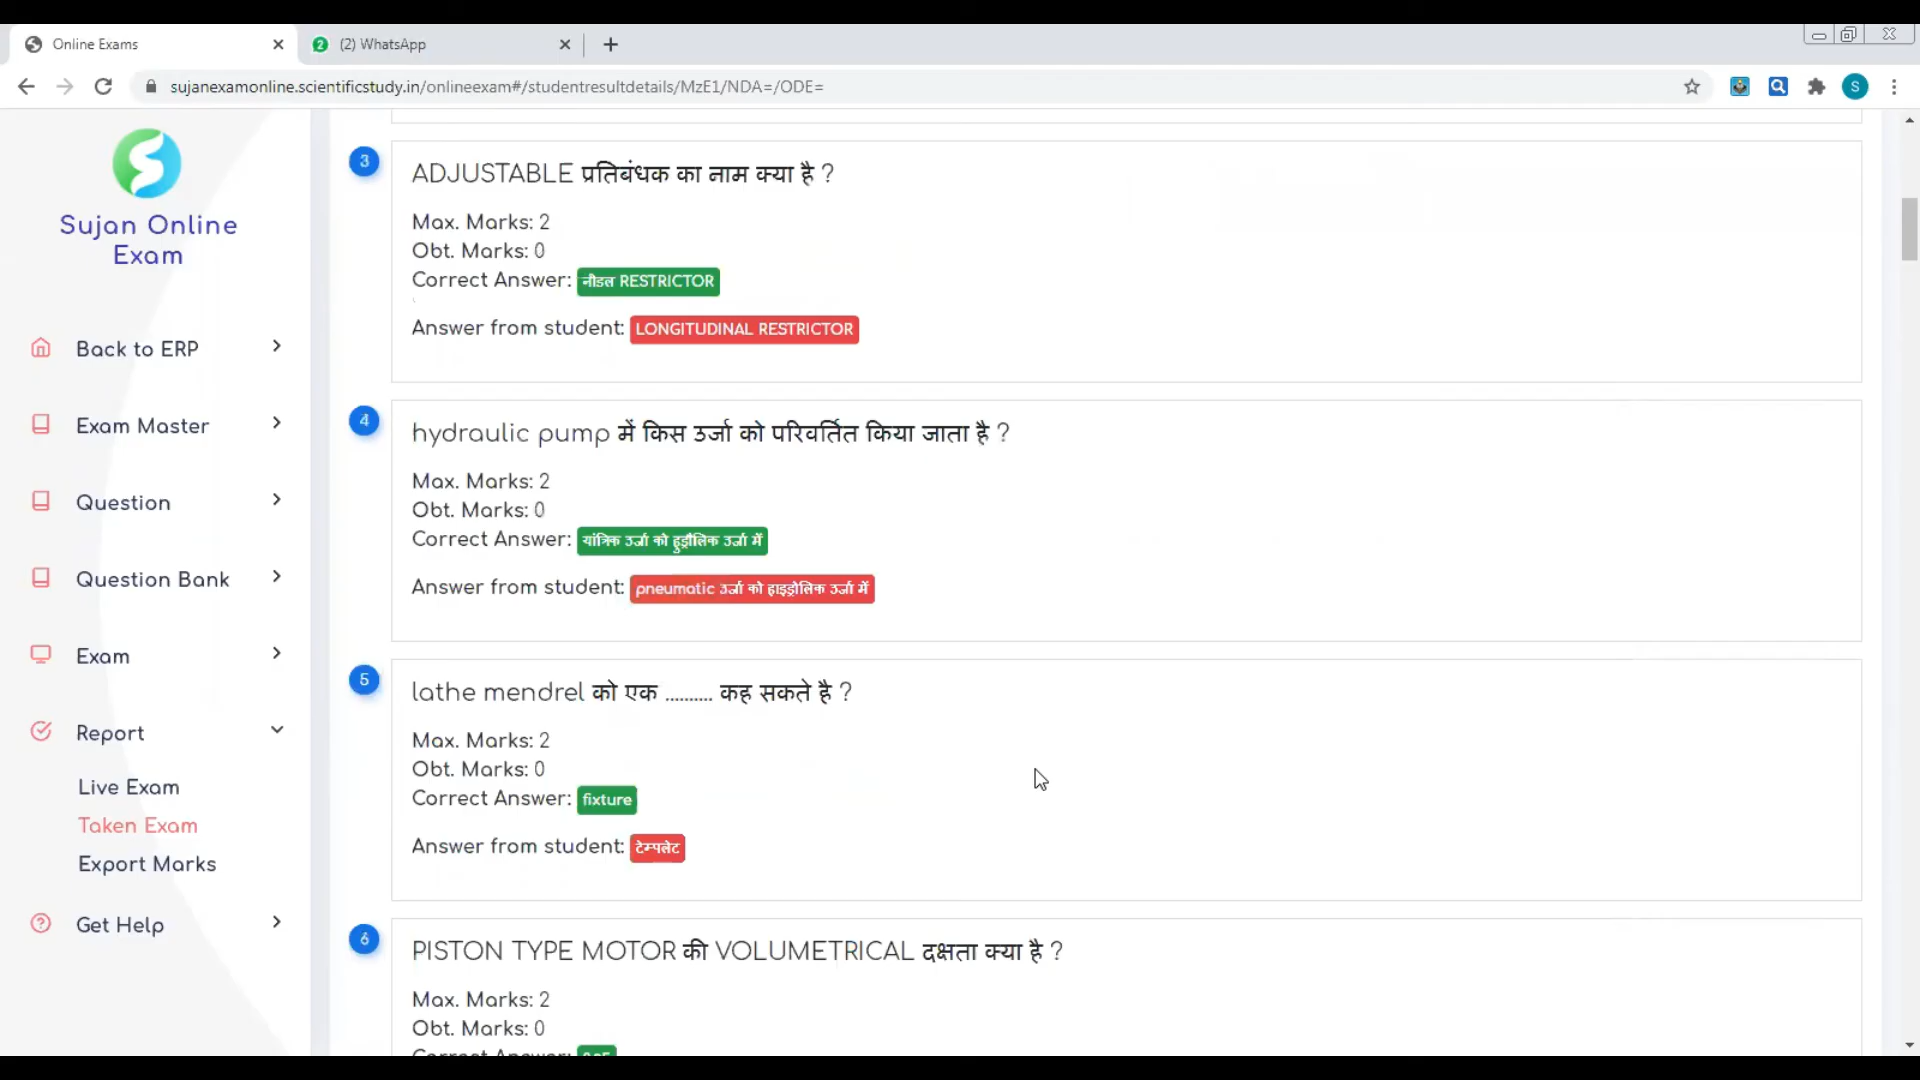 Online Exams
2 (2) WhatsApp
sujanexamonline.scientificstudy.in/onlineexam#/studentresultdetails/MzE1/NDA=/ODE=
S
Sujan Online
Exam
Back to ERP
Exam Master
Question
Question Bank
Exam
Report
Live Exam
Taken Exam
Export Marks
Get Help
3
ADJUSTABLE प्रतिबंधक का नाम क्या है ?
Max. Marks: 2
Obt. Marks: 0
Correct Answer: नीडल RESTRICTOR
Answer from student: LONGITUDINAL RESTRICTOR
4
hydraulic pump में किस उर्जा को परिवर्तित किया जाता है ?
Max. Marks: 2
Obt. Marks: 0
Correct Answer: यांत्रिक उर्जा को हुड्रौलिक उर्जा में
Answer from student: pneumatic उर्जा को हाइड्रोलिक उर्जा में
5
lathe mendrel को एक .......... कह सकते है ?
Max. Marks: 2
Obt. Marks: 0
Correct Answer: fixture
Answer from student: टेम्पलेट
6
PISTON TYPE MOTOR की VOLUMETRICAL दक्षता क्या है ?
Max. Marks: 2
Obt. Marks: 0
Correct Answer: